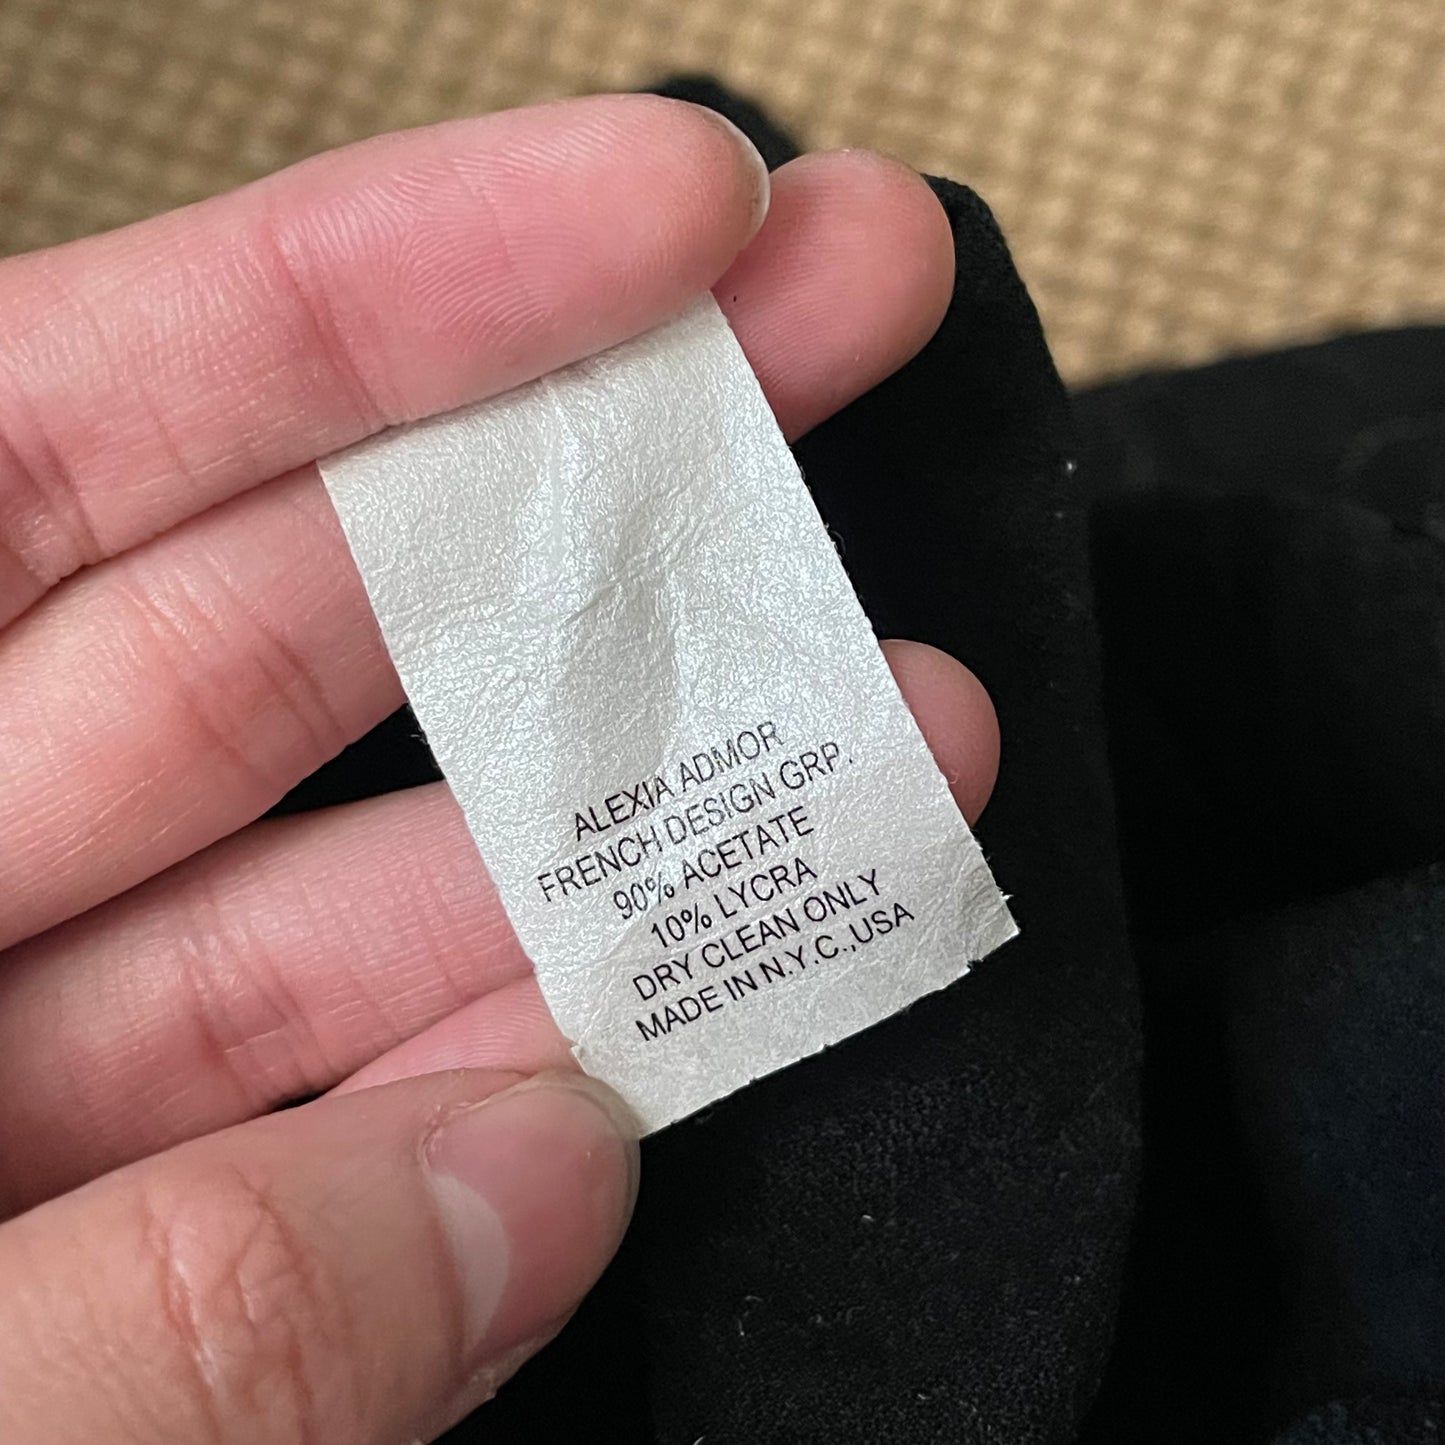 ALEXIA ADMOR
FRENCH DESIGN GRP.
90% ACETATE
10% LYCRA
DRY CLEAN ONLY
MADE IN N.Y.C.,USA